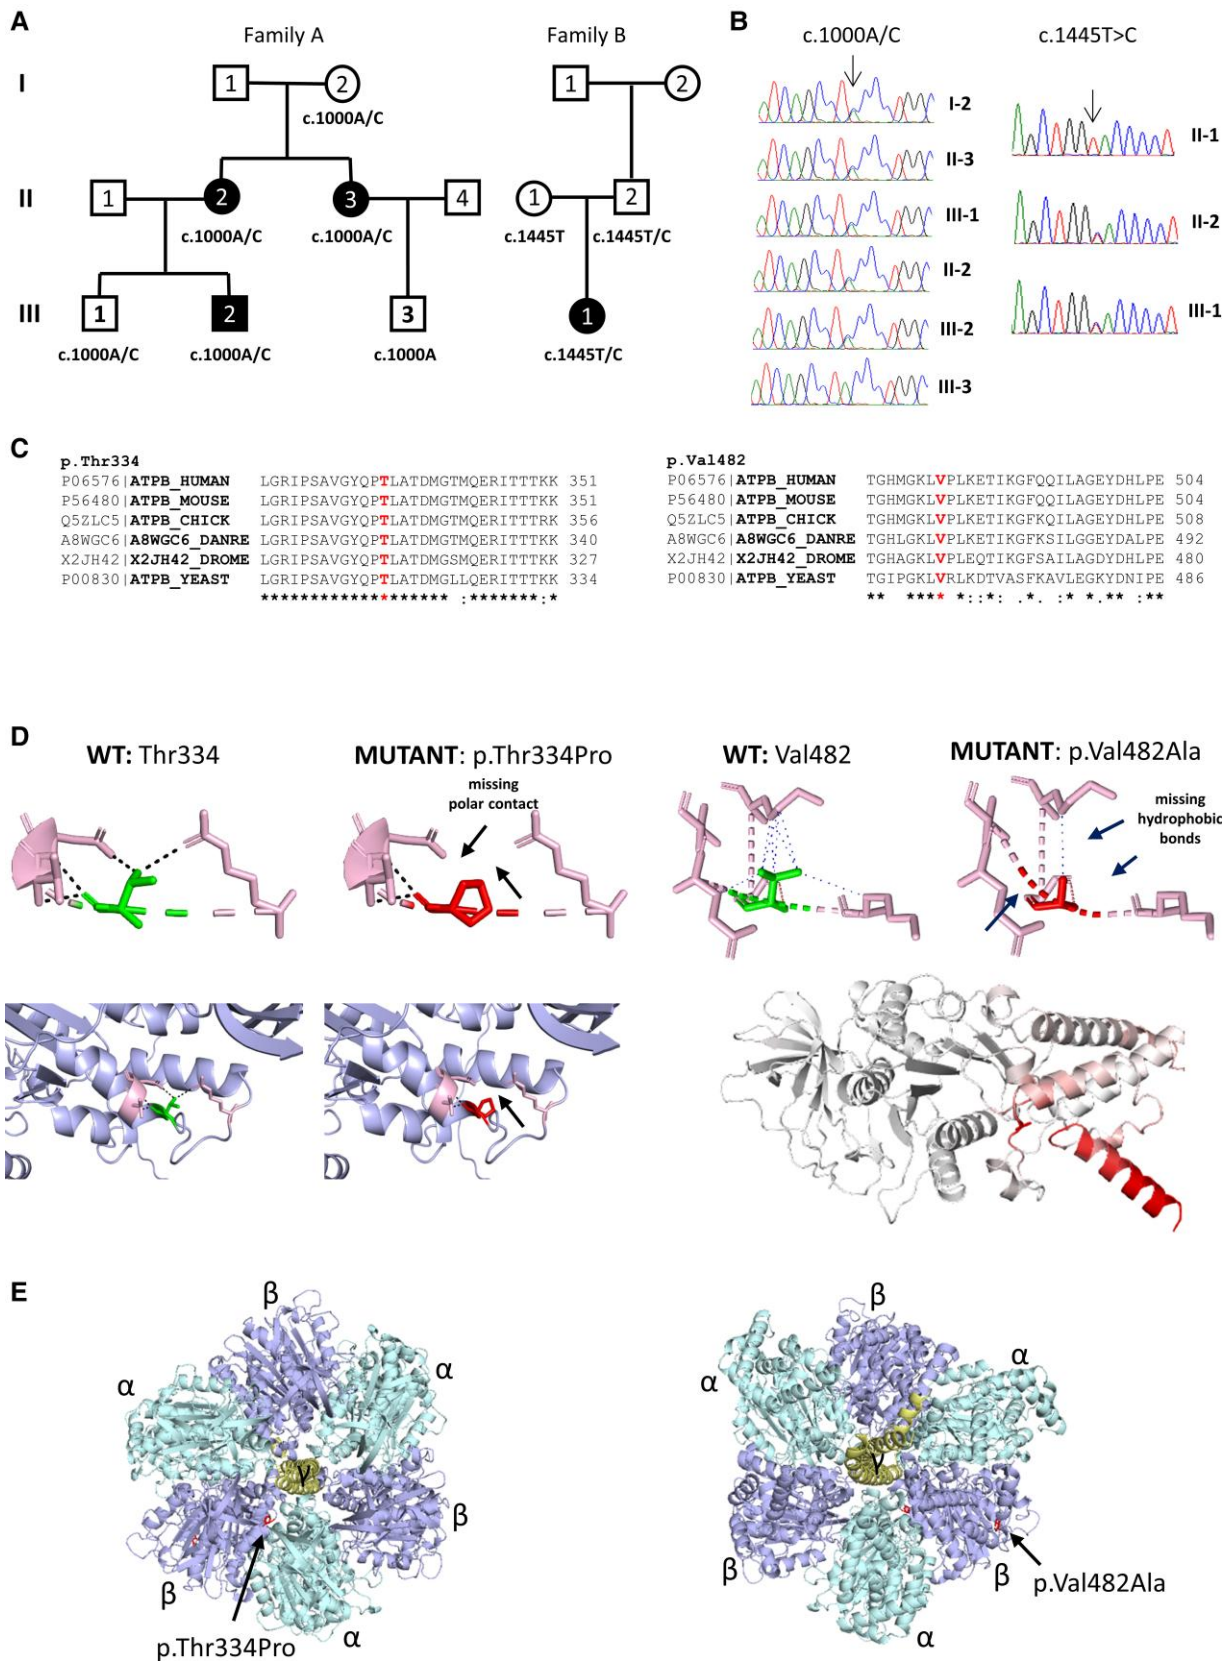 A
Family A
Family B
I
1
2
1
2
c.1000A/C
II
1
2
3
4
1
2
c.1000A/C
c.1000A/C
c.1445T
c.1445T/C
III
1
2
3
1
c.1000A/C
c.1000A/C
c.1000A
c.1445T/C
B
c.1000A/C
c.1445T>C
I-2
II-3
III-1
II-2
III-2
III-3
II-1
II-2
III-1
C
p.Thr334
P06576|ATPB_HUMAN LGRIPSAVGYQPTLATDMGTMQERITTTKK 351
P56480|ATPB_MOUSE LGRIPSAVGYQPTLATDMGTMQERITTTKK 351
Q5ZLC5|ATPB_CHICK LGRIPSAVGYQPTLATDMGTMQERITTTRK 356
A8WGC6|A8WGC6_DANRE LGRIPSAVGYQPTLATDMGTMQERITTTKK 340
X2JH42|X2JH42_DROME LGRIPSAVGYQPTLATDMGSMQERITTTKK 327
P00830|ATPB_YEAST LGRIPSAVGYQPTLATDMGLLQERITTTKK 334
******************* :*******:*
p.Val482
P06576|ATPB_HUMAN TGHMGKLVPLKETIKGFQQILAGEYDHLPE 504
P56480|ATPB_MOUSE TGHMGKLVPLKETIKGFQQILAGEYDHLPE 504
Q5ZLC5|ATPB_CHICK TGHMGKLVPLKETIKGFKQILAGEYDHLPE 508
A8WGC6|A8WGC6_DANRE TGHLGKLVPLKETIKGFKSILGGEYDALPE 492
X2JH42|X2JH42_DROME TGHAGKLVPLEQTIKGFSAILAGDYDHLPE 480
P00830|ATPB_YEAST TGIPGKLVRLKDTVASFKAVLEGKYDNIPE 486
** **** *::*: .*. :* *.** :**
D
WT: Thr334
MUTANT: p.Thr334Pro
missing
polar contact
WT: Val482
MUTANT: p.Val482Ala
missing
hydrophobic
bonds
E
β
α
α
γ
β
β
α
p.Thr334Pro
β
α
α
γ
β
β
α
p.Val482Ala